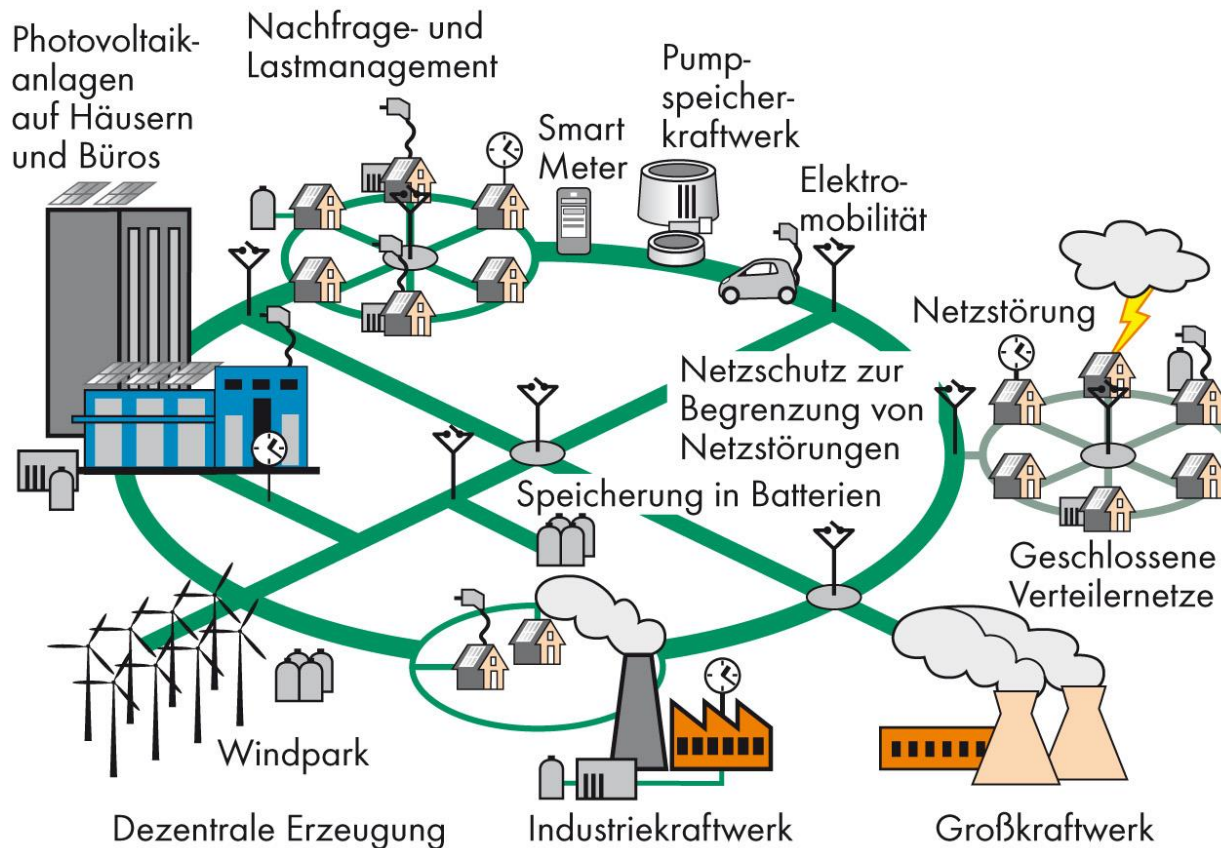 Photovoltaik-
anlagen
auf Häusern
und Büros
Nachfrage- und
Lastmanagement
Smart
Meter
Pump-
speicher-
kraftwerk
Elektro-
mobilität
Netzstörung
Netzschutz zur
Begrenzung von
Netzstörungen
Speicherung in Batterien
Geschlossene
Verteilernetze
Windpark
Dezentrale Erzeugung
Industriekraftwerk
Großkraftwerk